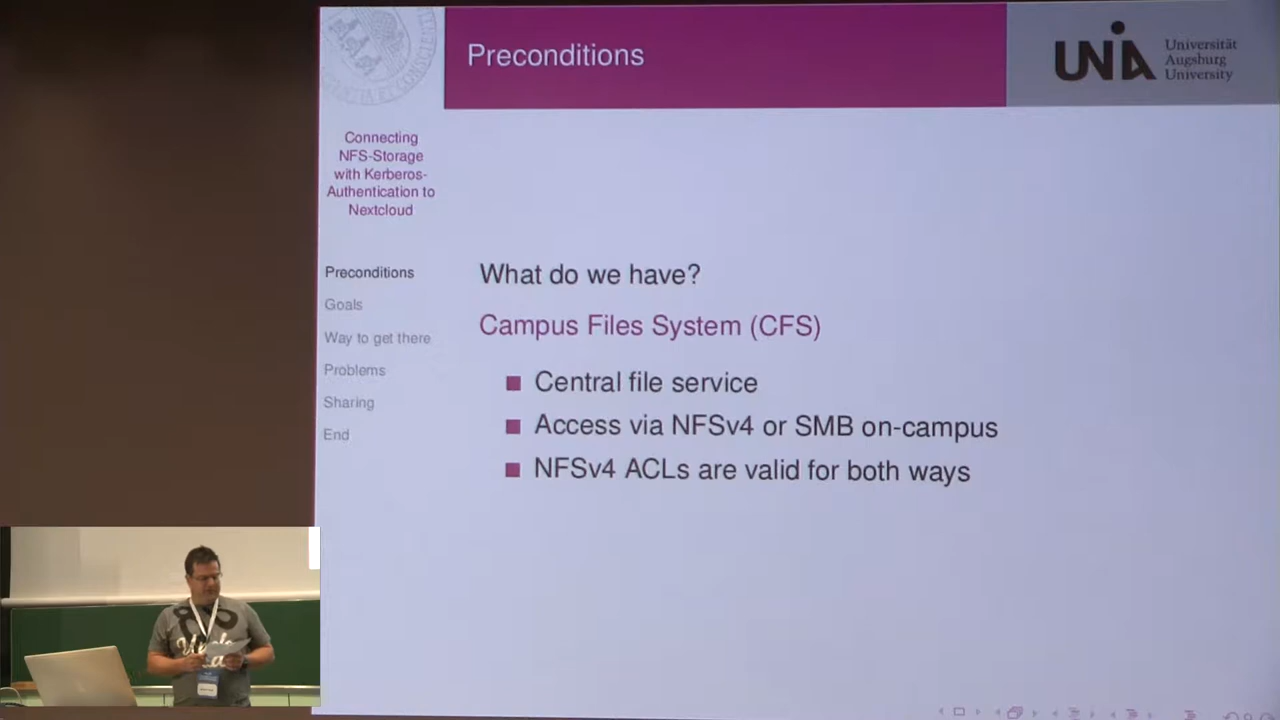 Preconditions
UNIA
Universität
Augsburg
University
Connecting
NFS-Storage
with Kerberos-
Authentication to
Nextcloud
Preconditions
Goals
Way to get there
Problems
Sharing
End
What do we have?
Campus Files System (CFS)
Central file service
Access via NFSv4 or SMB on-campus
NFSv4 ACLs are valid for both ways